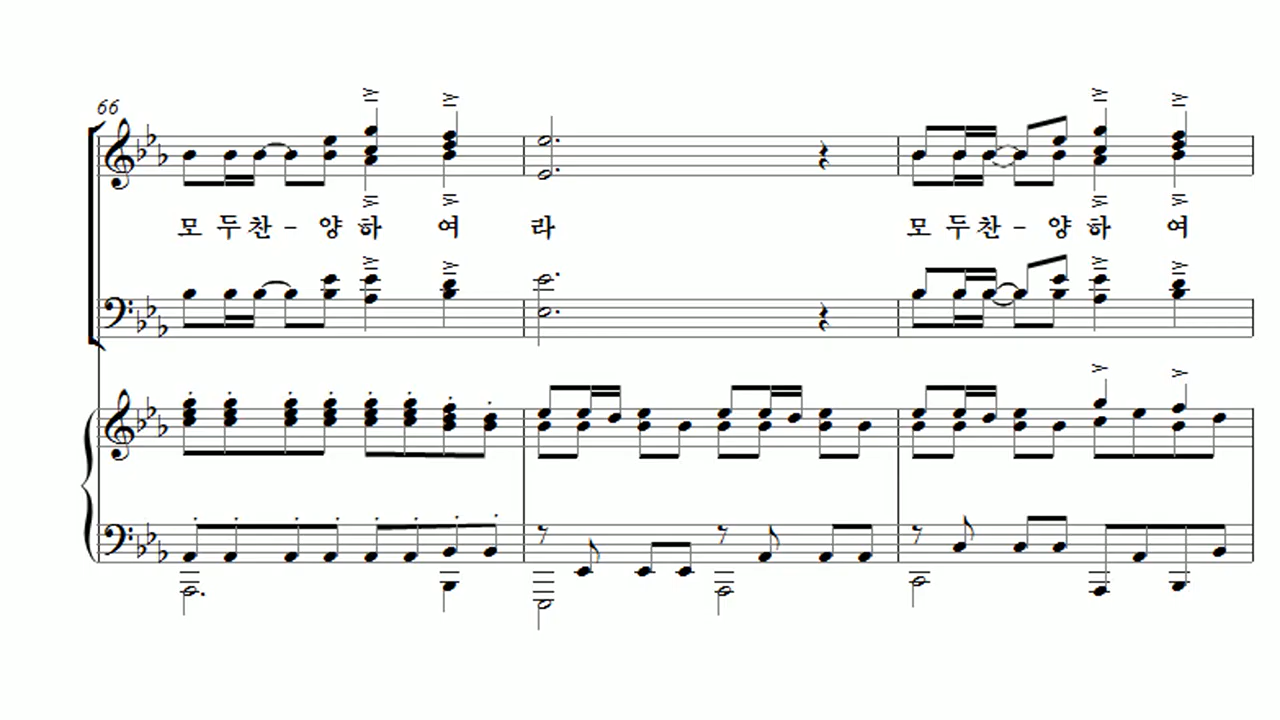 66
모 두 찬 - 양 하 여 라 모 두 찬 - 양 하 여